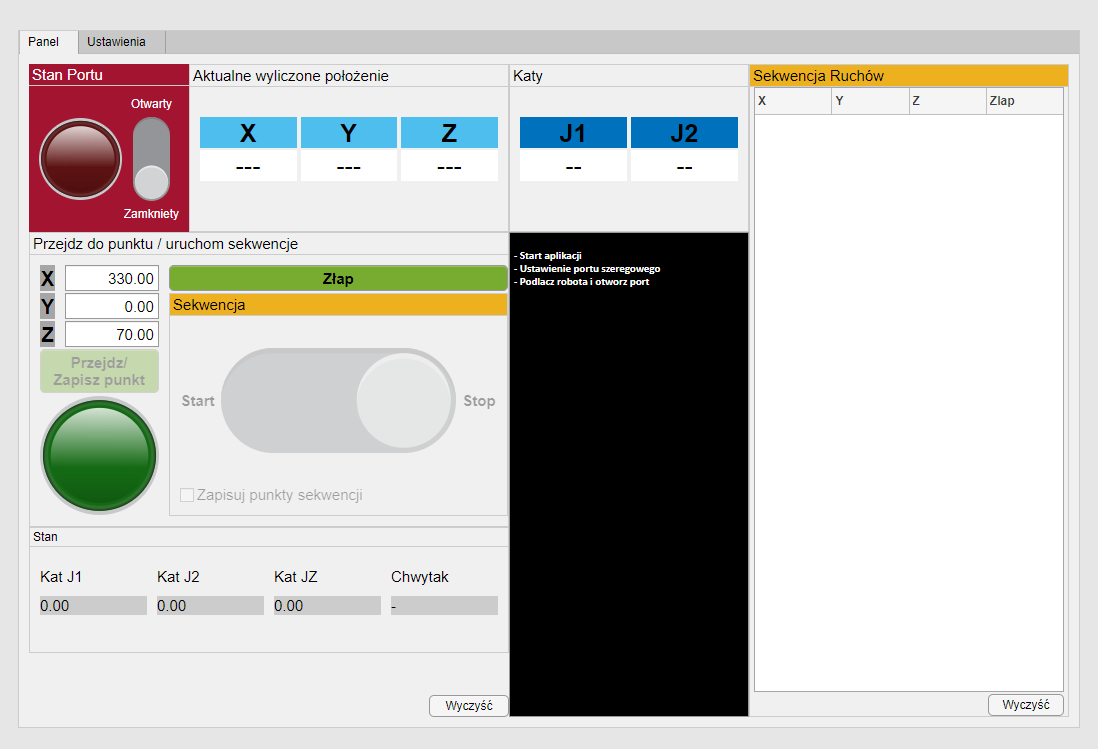 Panel
Ustawienia
Stan Portu
Otwarty
Zamkniety
Aktualne wyliczone położenie
X Y Z
--- --- ---
Katy
J1 J2
-- --
Sekwencja Ruchów
X Y Z Zlap
Przejdz do punktu / uruchom sekwencje
X 330.00
Y 0.00
Z 70.00
Przejdz/
Zapisz punkt
Złap
Sekwencja
Start
Stop
Zapisuj punkty sekwencji
- Start aplikacji
- Ustawienie portu szeregowego
- Podlacz robota i otworz port
Stan
Kat J1 Kat J2 Kat JZ Chwytak
0.00 0.00 0.00 -
Wyczyść
Wyczyść